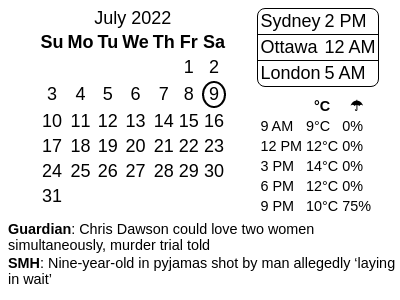 July 2022
Su Mo Tu We Th Fr Sa
1 2
3 4 5 6 7 8 9
10 11 12 13 14 15 16
17 18 19 20 21 22 23
24 25 26 27 28 29 30
31
Sydney 2 PM
Ottawa 12 AM
London 5 AM
°C ☂
9 AM 9°C 0%
12 PM 12°C 0%
3 PM 14°C 0%
6 PM 12°C 0%
9 PM 10°C 75%
Guardian: Chris Dawson could love two women
simultaneously, murder trial told
SMH: Nine-year-old in pyjamas shot by man allegedly ‘laying
in wait’